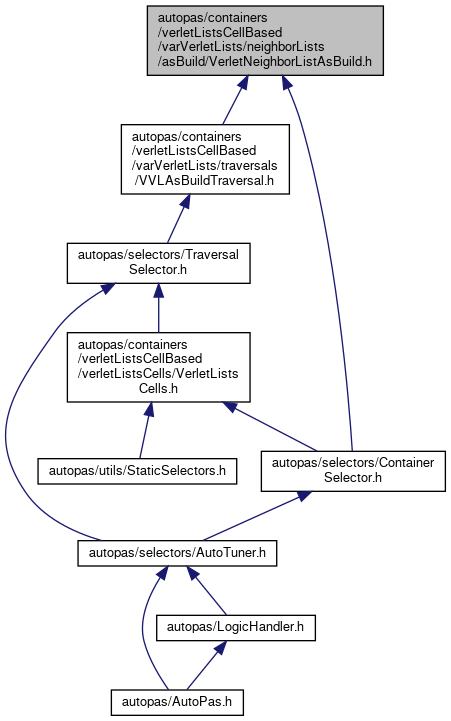 autopas/containers
/verletListsCellBased
/varVerletLists/neighborLists
/asBuild/VerletNeighborListAsBuild.h
autopas/containers
/verletListsCellBased
/varVerletLists/traversals
/VVLAsBuildTraversal.h
autopas/selectors/Traversal
Selector.h
autopas/containers
/verletListsCellBased
/verletListsCells/VerletLists
Cells.h
autopas/utils/StaticSelectors.h
autopas/selectors/Container
Selector.h
autopas/selectors/AutoTuner.h
autopas/LogicHandler.h
autopas/AutoPas.h